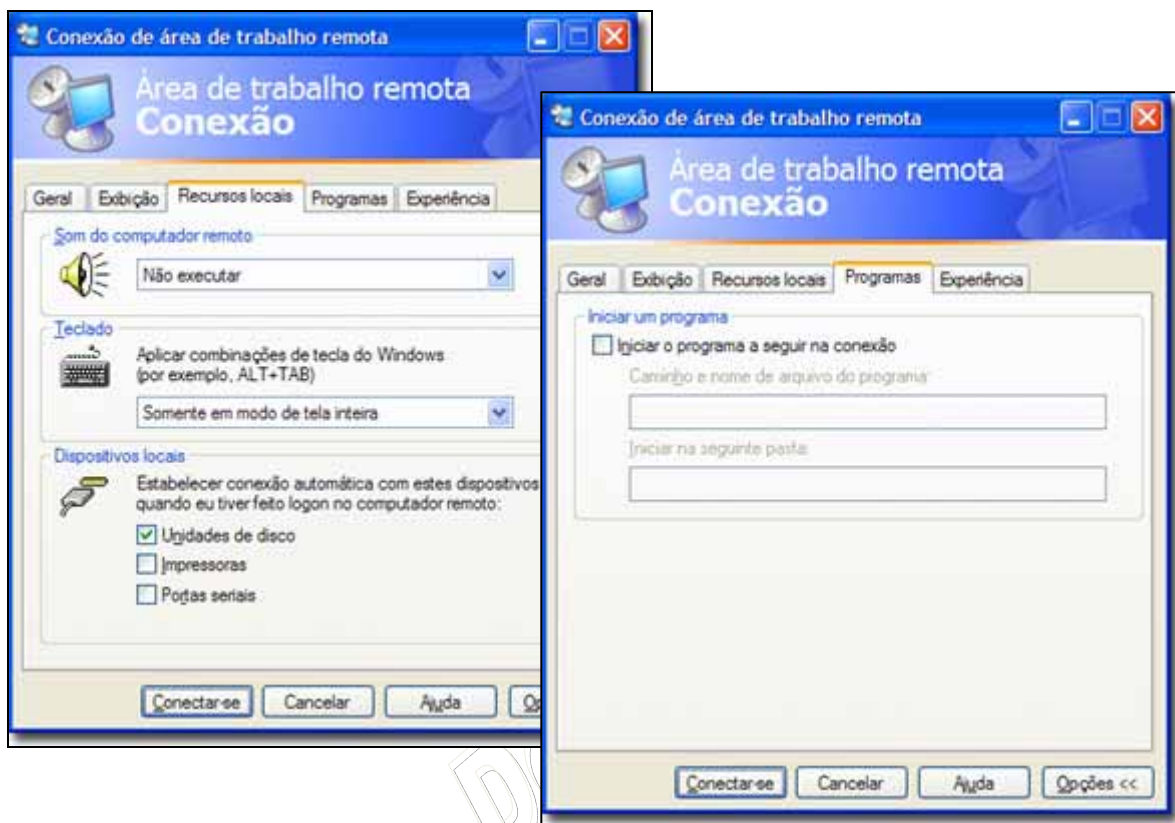 Conexão de área de trabalho remota
Área de trabalho remota
Conexão
Geral Exibição Recursos locais Programas Experiência
Som do computador remoto
Não executar
Teclado
Aplicar combinações de tecla do Windows
(por exemplo, ALT+TAB)
Somente em modo de tela inteira
Dispositivos locais
Estabelecer conexão automática com estes dispositivos
quando eu tiver feito logon no computador remoto:
Unidades de disco
Impressoras
Portas seriais
Conectar-se Cancelar Ajuda
Conexão de área de trabalho remota
Área de trabalho remota
Conexão
Geral Exibição Recursos locais Programas Experiência
Iniciar um programa
Iniciar o programa a seguir na conexão
Caminho e nome de arquivo do programa:
Iniciar na seguinte pasta:
Conectar-se Cancelar Ajuda Opções <<